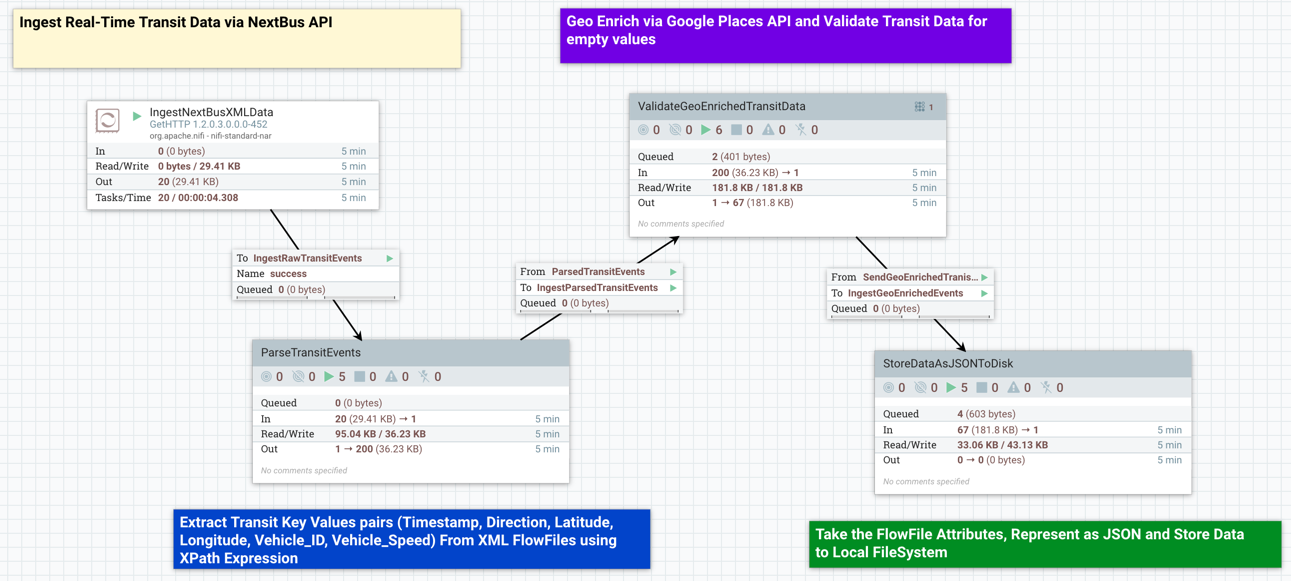 Ingest Real-Time Transit Data via NextBus API
Geo Enrich via Google Places API and Validate Transit Data for
empty values
IngestNextBusXMLData
GetHTTP 1.2.0.3.0.0.0-452
org.apache.nifi - nifi-standard-nar
In 0 (0 bytes) 5 min
Read/Write 0 bytes / 29.41 KB 5 min
Out 20 (29.41 KB) 5 min
Tasks/Time 20 / 00:00:04.308 5 min
ValidateGeoEnrichedTransitData 1
0 0 6 0 0 0
Queued 2 (401 bytes)
In 200 (36.23 KB) → 1 5 min
Read/Write 181.8 KB / 181.8 KB 5 min
Out 1 → 67 (181.8 KB) 5 min
No comments specified
To IngestRawTransitEvents
Name success
Queued 0 (0 bytes)
From ParsedTransitEvents
To IngestParsedTransitEvents
Queued 0 (0 bytes)
From SendGeoEnrichedTranis...
To IngestGeoEnrichedEvents
Queued 0 (0 bytes)
ParseTransitEvents
0 0 5 0 0 0
Queued 0 (0 bytes)
In 20 (29.41 KB) → 1 5 min
Read/Write 95.04 KB / 36.23 KB 5 min
Out 1 → 200 (36.23 KB) 5 min
No comments specified
StoreDataAsJSONToDisk
0 0 5 0 0 0
Queued 4 (603 bytes)
In 67 (181.8 KB) → 1 5 min
Read/Write 33.06 KB / 43.13 KB 5 min
Out 0 → 0 (0 bytes) 5 min
No comments specified
Extract Transit Key Values pairs (Timestamp, Direction, Latitude,
Longitude, Vehicle_ID, Vehicle_Speed) From XML FlowFiles using
XPath Expression
Take the FlowFile Attributes, Represent as JSON and Store Data
to Local FileSystem